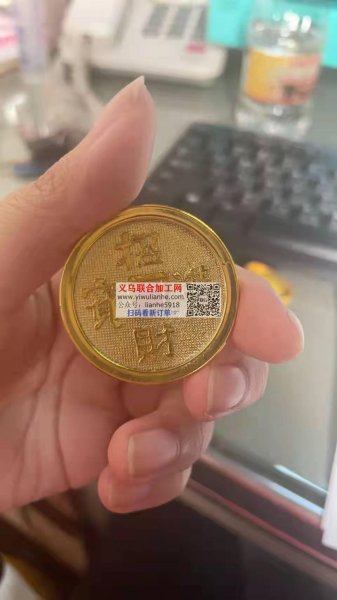 招
义乌联合加工网
www.yiwulianhe.com
公众号: lianhe5918
扫码看新订单
寶
財